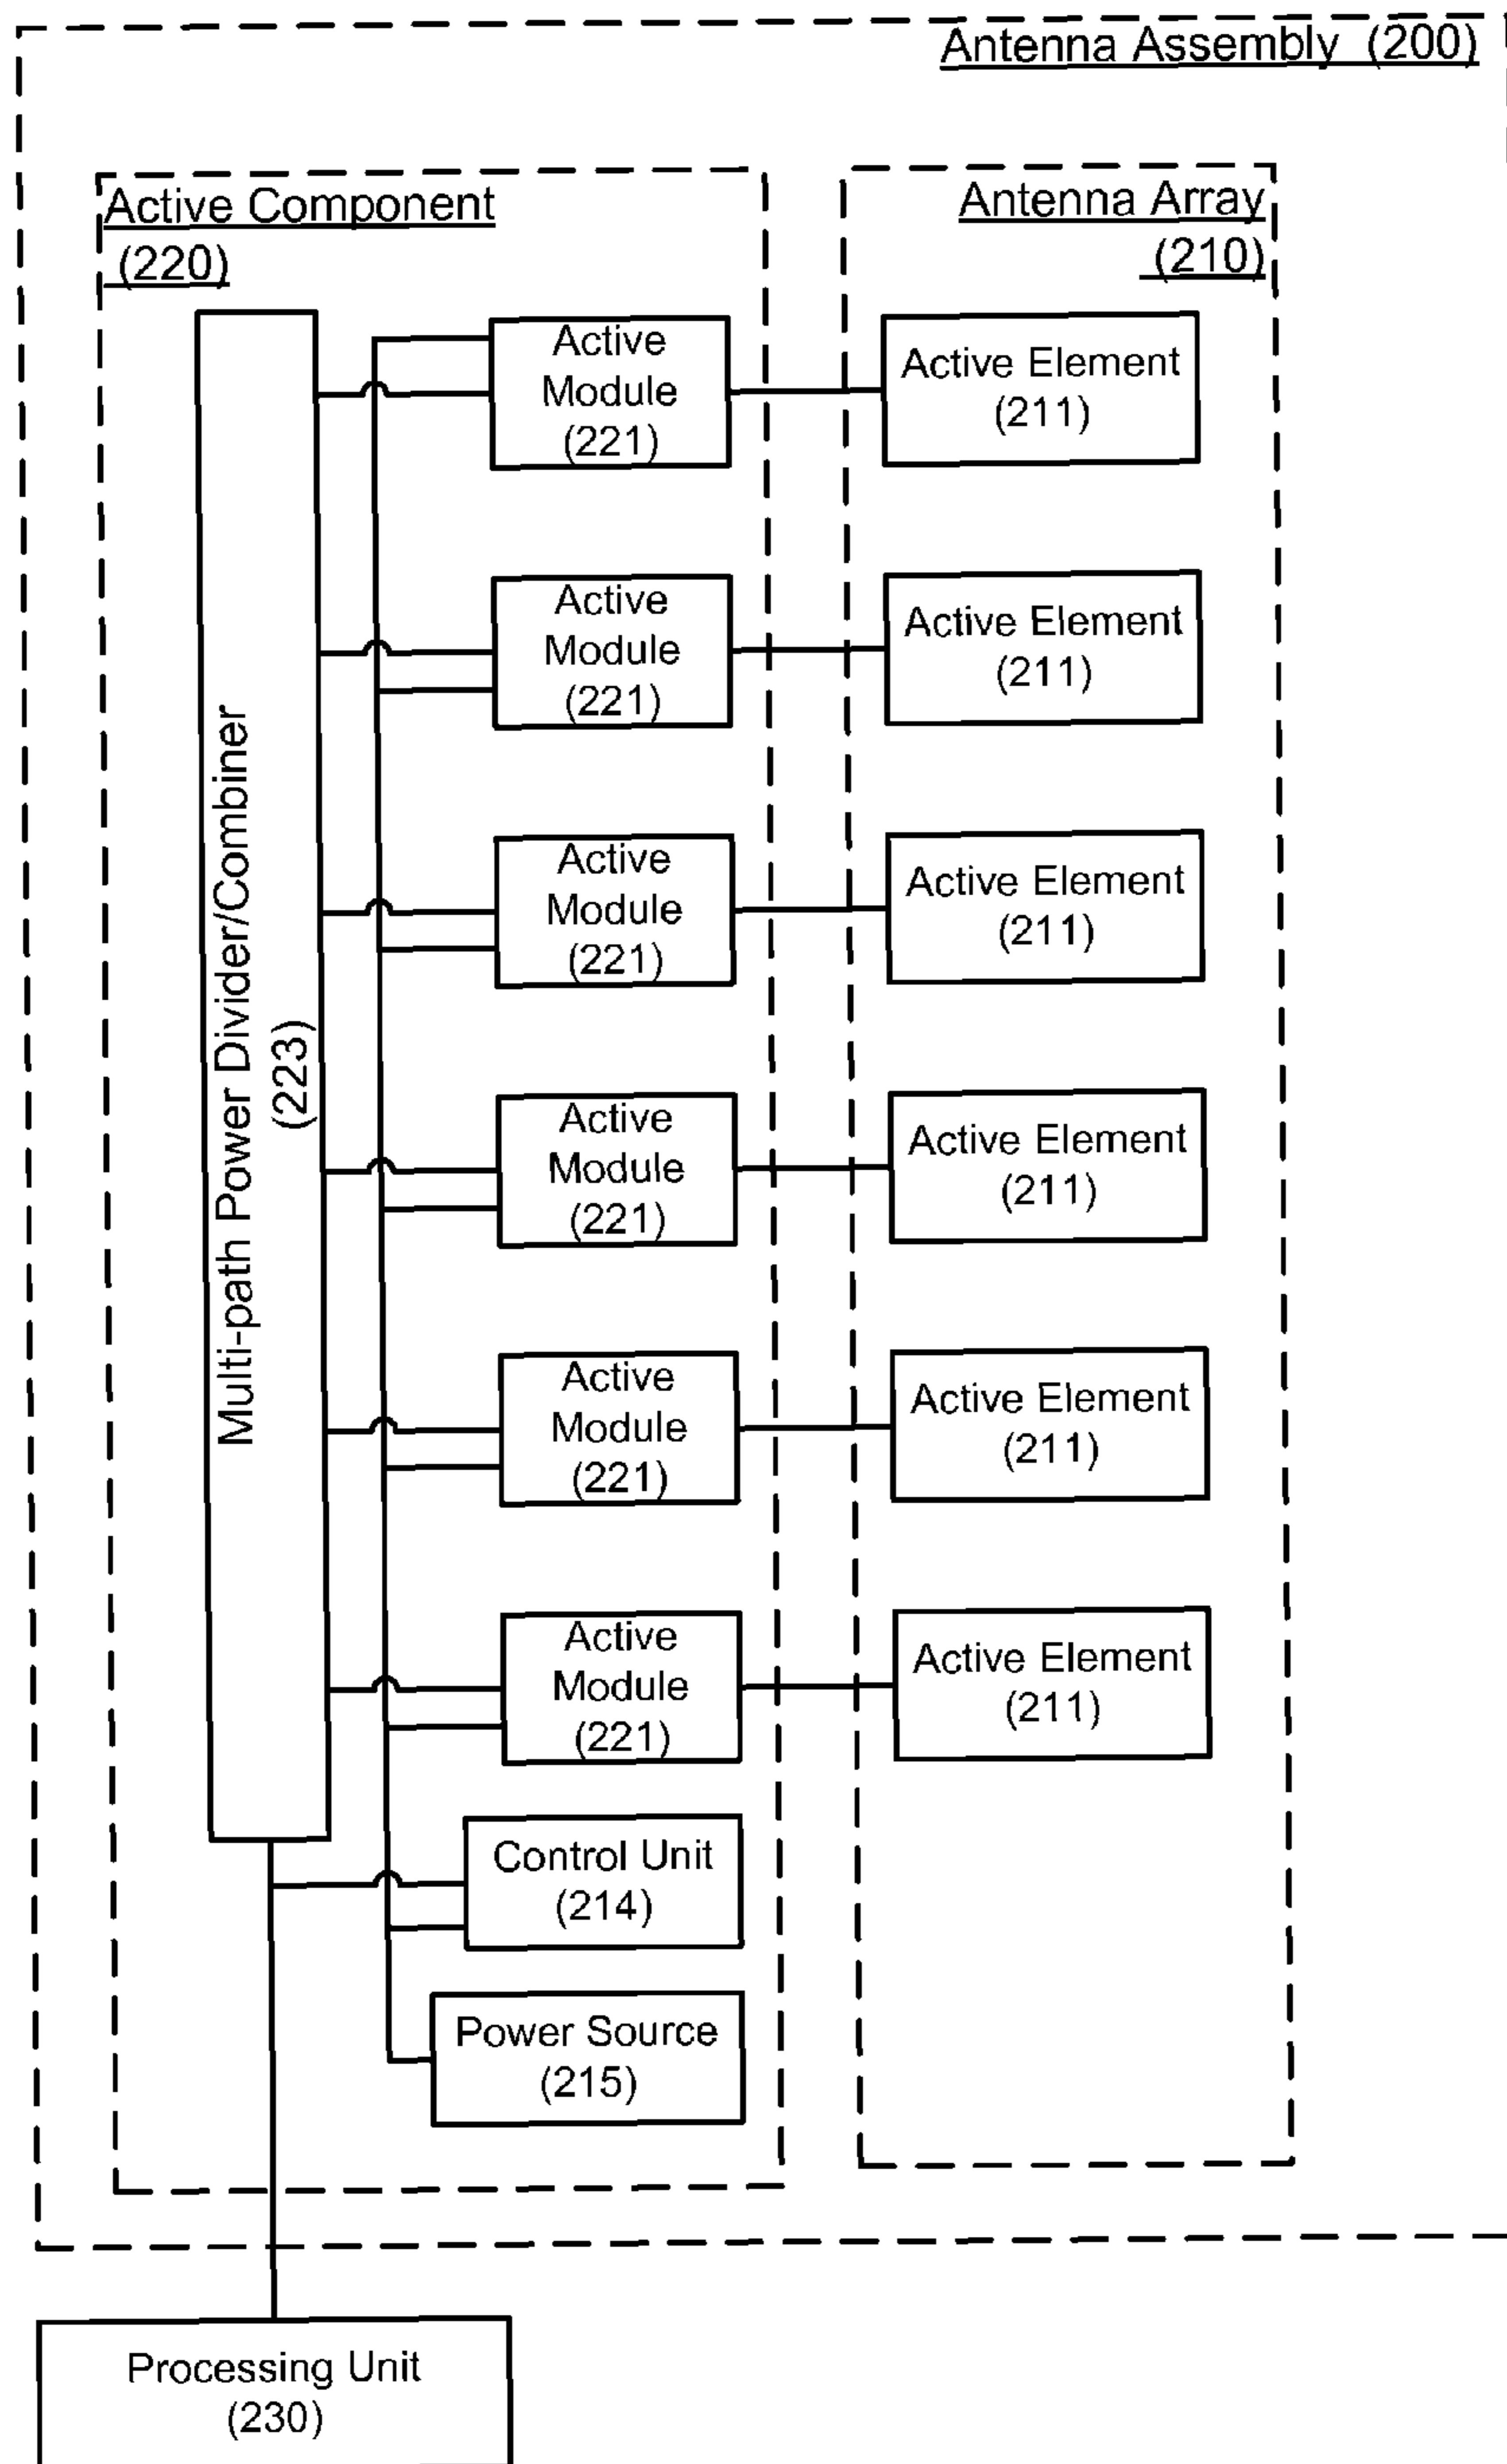 Antenna Assembly (200)
Active Component
(220)
Antenna Array
(210)
Multi-path Power Divider/Combiner
(223)
Active
Module
(221)
Active Element
(211)
Active
Module
(221)
Active Element
(211)
Active
Module
(221)
Active Element
(211)
Active
Module
(221)
Active Element
(211)
Active
Module
(221)
Active Element
(211)
Active
Module
(221)
Active Element
(211)
Control Unit
(214)
Power Source
(215)
Processing Unit
(230)